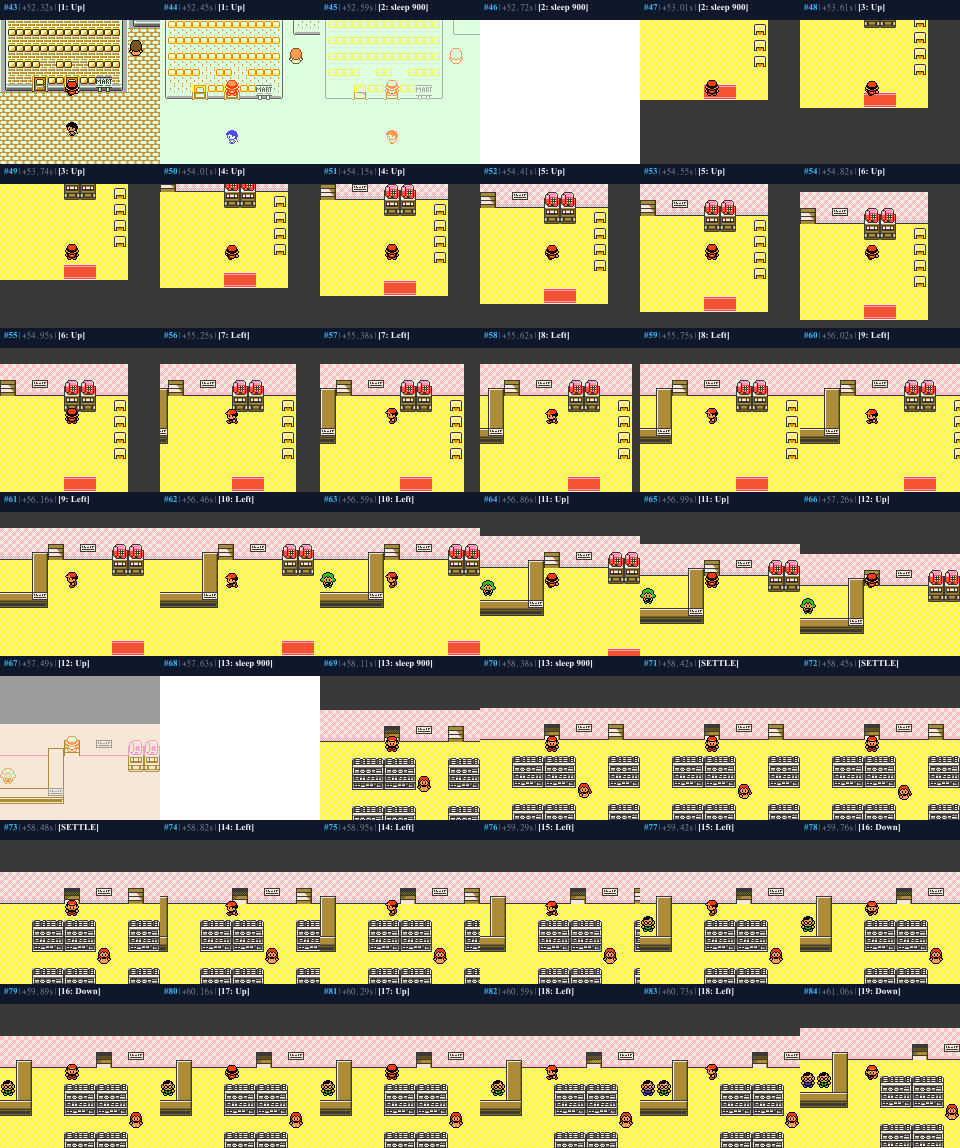 #43|+52.32s|[1: Up] #44|+52.45s|[1: Up] #45|+52.59s|[2: sleep 900] #46|+52.72s|[2: sleep 900] #47|+53.01s|[2: sleep 900] #48|+53.61s|[3: Up]
MART MART MART
#49|+53.74s|[3: Up] #50|+54.01s|[4: Up] #51|+54.15s|[4: Up] #52|+54.41s|[5: Up] #53|+54.55s|[5: Up] #54|+54.82s|[6: Up]
#55|+54.95s|[6: Up] #56|+55.25s|[7: Left] #57|+55.38s|[7: Left] #58|+55.62s|[8: Left] #59|+55.75s|[8: Left] #60|+56.02s|[9: Left]
#61|+56.16s|[9: Left] #62|+56.46s|[10: Left] #63|+56.59s|[10: Left] #64|+56.86s|[11: Up] #65|+56.99s|[11: Up] #66|+57.26s|[12: Up]
#67|+57.49s|[12: Up] #68|+57.63s|[13: sleep 900] #69|+58.11s|[13: sleep 900] #70|+58.38s|[13: sleep 900] #71|+58.42s|[SETTLE] #72|+58.45s|[SETTLE]
#73|+58.48s|[SETTLE] #74|+58.82s|[14: Left] #75|+58.95s|[14: Left] #76|+59.29s|[15: Left] #77|+59.42s|[15: Left] #78|+59.76s|[16: Down]
#79|+59.89s|[16: Down] #80|+60.16s|[17: Up] #81|+60.29s|[17: Up] #82|+60.59s|[18: Left] #83|+60.73s|[18: Left] #84|+61.06s|[19: Down]